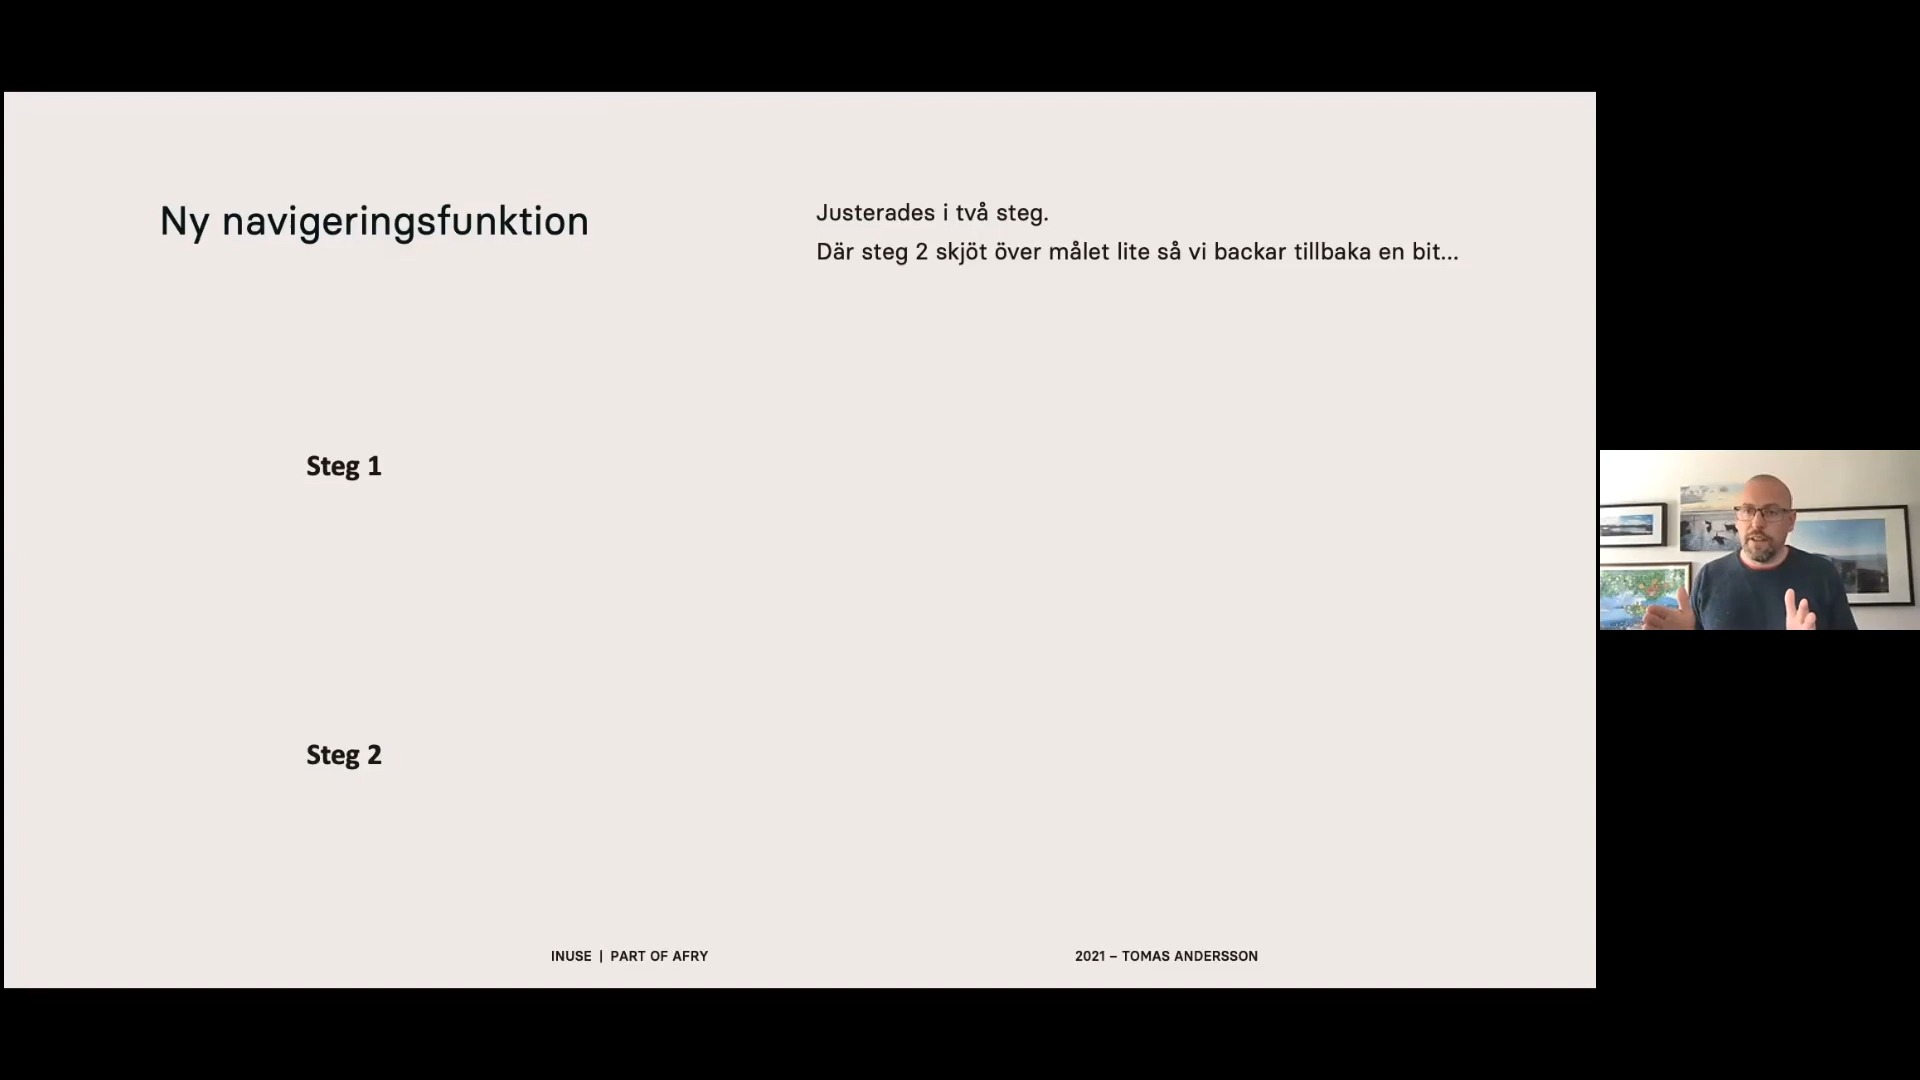 Ny navigeringsfunktion
Justerades i två steg.
Där steg 2 skjöt över målet lite så vi backar tillbaka en bit...
Steg 1
Steg 2
INUSE | PART OF AFRY
2021 – TOMAS ANDERSSON